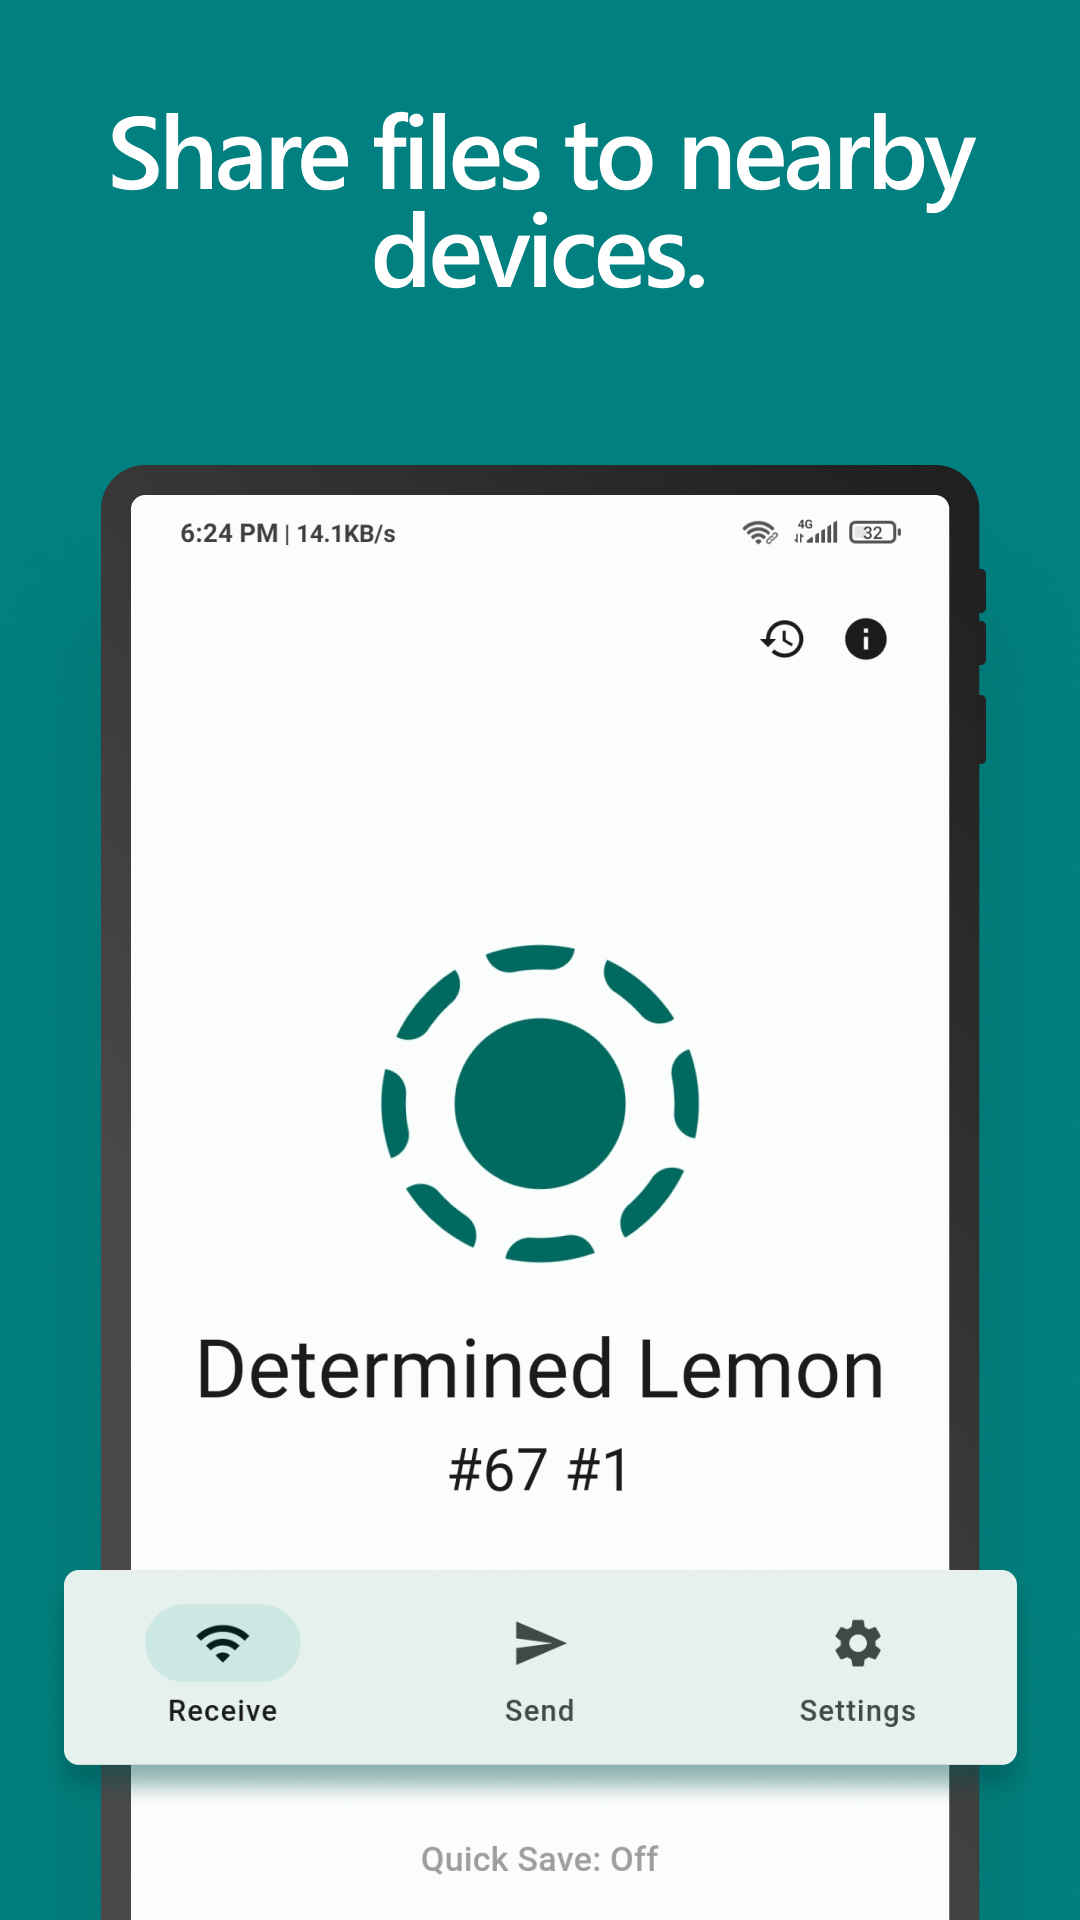 Share files to nearby
devices.
6:24 PM | 14.1KB/s
4G
32
Determined Lemon
#67 #1
Receive
Send
Settings
Quick Save: Off